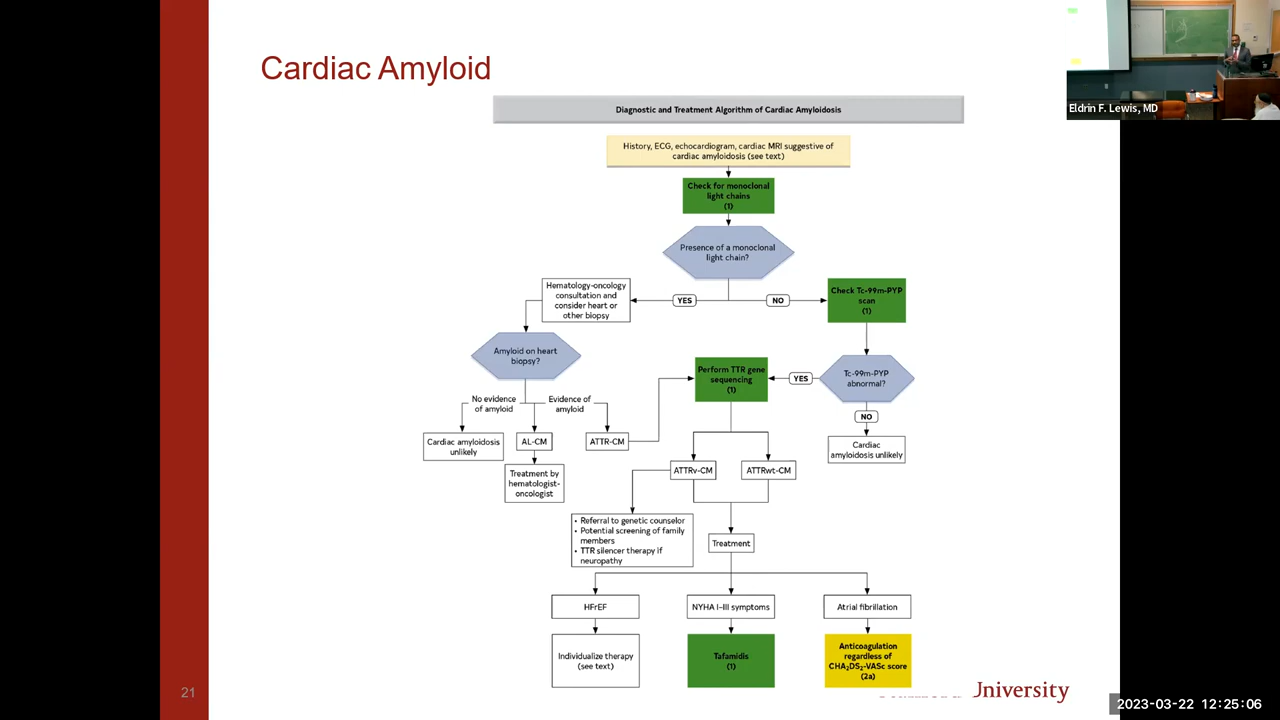 Cardiac Amyloid
Eldrin F. Lewis, MD
Diagnostic and Treatment Algorithm of Cardiac Amyloidosis
History, ECG, echocardiogram, cardiac MRI suggestive of
cardiac amyloidosis (see text)
Check for monoclonal
light chains
(1)
Presence of a monoclonal
light chain?
Hematology-oncology
consultation and
consider heart or
other biopsy
YES
NO
Check Tc-99m-PYP
scan
(1)
Amyloid on heart
biopsy?
Perform TTR gene
sequencing
(1)
YES
Tc-99m-PYP
abnormal?
No evidence
of amyloid
Evidence of
amyloid
NO
Cardiac amyloidosis
unlikely
AL-CM
ATTR-CM
Cardiac
amyloidosis unlikely
Treatment by
hematologist-
oncologist
ATTRv-CM
ATTRwt-CM
• Referral to genetic counselor
• Potential screening of family
members
• TTR silencer therapy if
neuropathy
Treatment
HFrEF
NYHA I–III symptoms
Atrial fibrillation
Individualize therapy
(see text)
Tafamidis
(1)
Anticoagulation
regardless of
CHA₂DS₂-VASc score
(2a)
21
University
2023-03-22 12:25:06